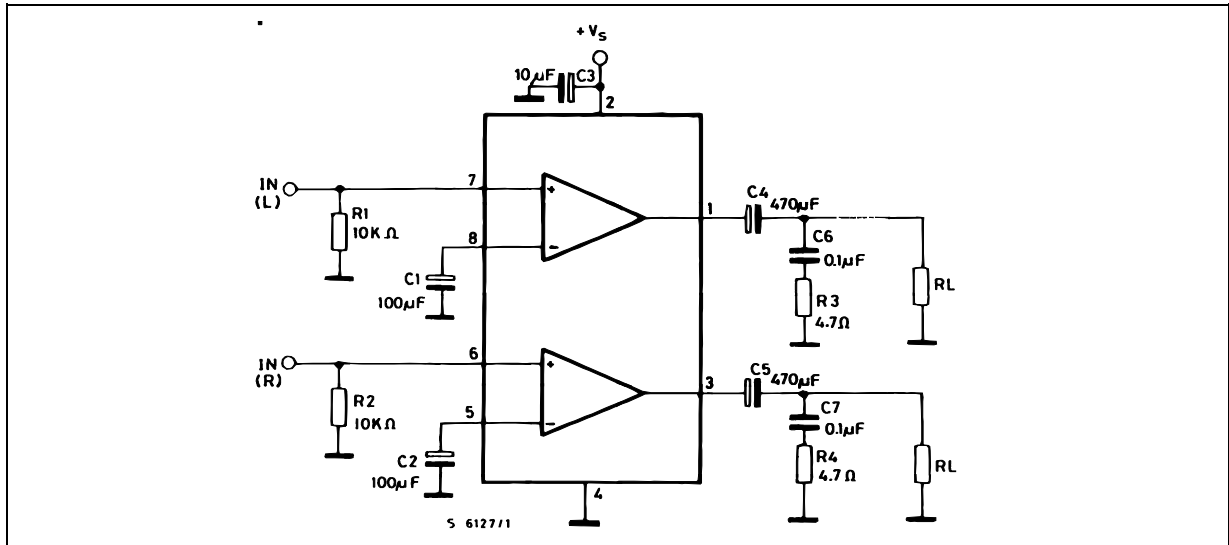 + Vs
10 µF
C3
2
IN
(L)
7
R1
10KΩ
+
8
–
C1
100µF
1
C4
470µF
C6
0.1µF
R3
4.7Ω
RL
IN
(R)
6
R2
10KΩ
+
5
–
C2
100µF
3
C5
470µF
C7
0.1µF
R4
4.7Ω
RL
4
S 6127/1